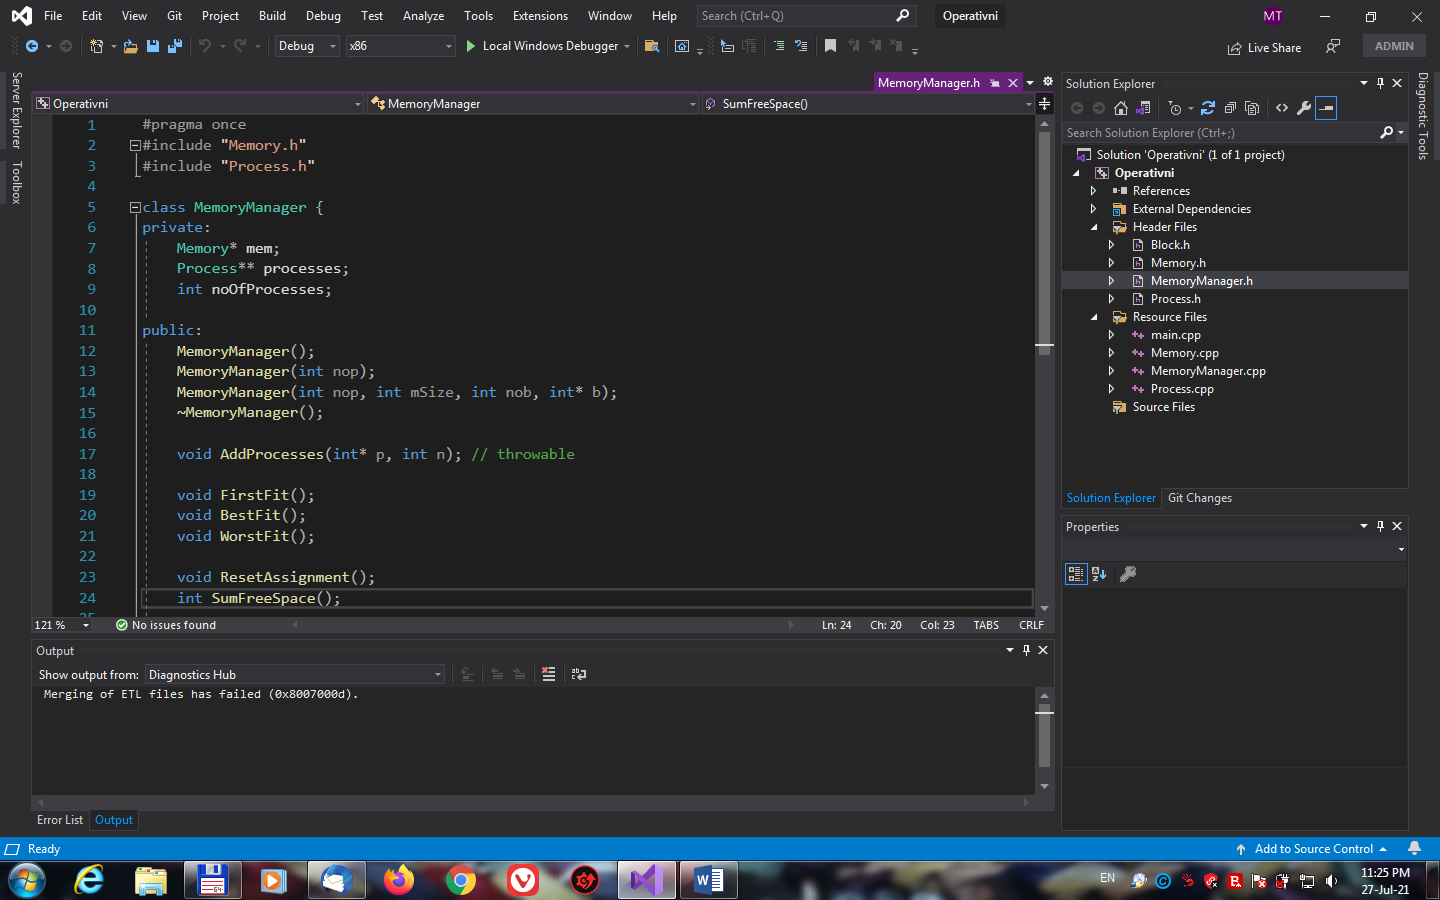 File Edit View Git Project Build Debug Test Analyze Tools Extensions Window Help Search (Ctrl+Q) Operativni MT
Debug x86 Local Windows Debugger Live Share ADMIN
Server Explorer
Toolbox
MemoryManager.h
Operativni MemoryManager SumFreeSpace()
1 #pragma once
2 #include "Memory.h"
3 #include "Process.h"
4
5 class MemoryManager {
6 private:
7 Memory* mem;
8 Process** processes;
9 int noOfProcesses;
10
11 public:
12 MemoryManager();
13 MemoryManager(int nop);
14 MemoryManager(int nop, int mSize, int nob, int* b);
15 ~MemoryManager();
16
17 void AddProcesses(int* p, int n); // throwable
18
19 void FirstFit();
20 void BestFit();
21 void WorstFit();
22
23 void ResetAssignment();
24 int SumFreeSpace();
25
121 % No issues found Ln: 24 Ch: 20 Col: 23 TABS CRLF
Output
Show output from: Diagnostics Hub
Merging of ETL files has failed (0x8007000d).
Error List Output
Solution Explorer
Search Solution Explorer (Ctrl+;)
Solution 'Operativni' (1 of 1 project)
Operativni
References
External Dependencies
Header Files
Block.h
Memory.h
MemoryManager.h
Process.h
Resource Files
main.cpp
Memory.cpp
MemoryManager.cpp
Process.cpp
Source Files
Solution Explorer Git Changes
Properties
Diagnostic Tools
Ready Add to Source Control
64
W
EN
11:25 PM
27-Jul-21